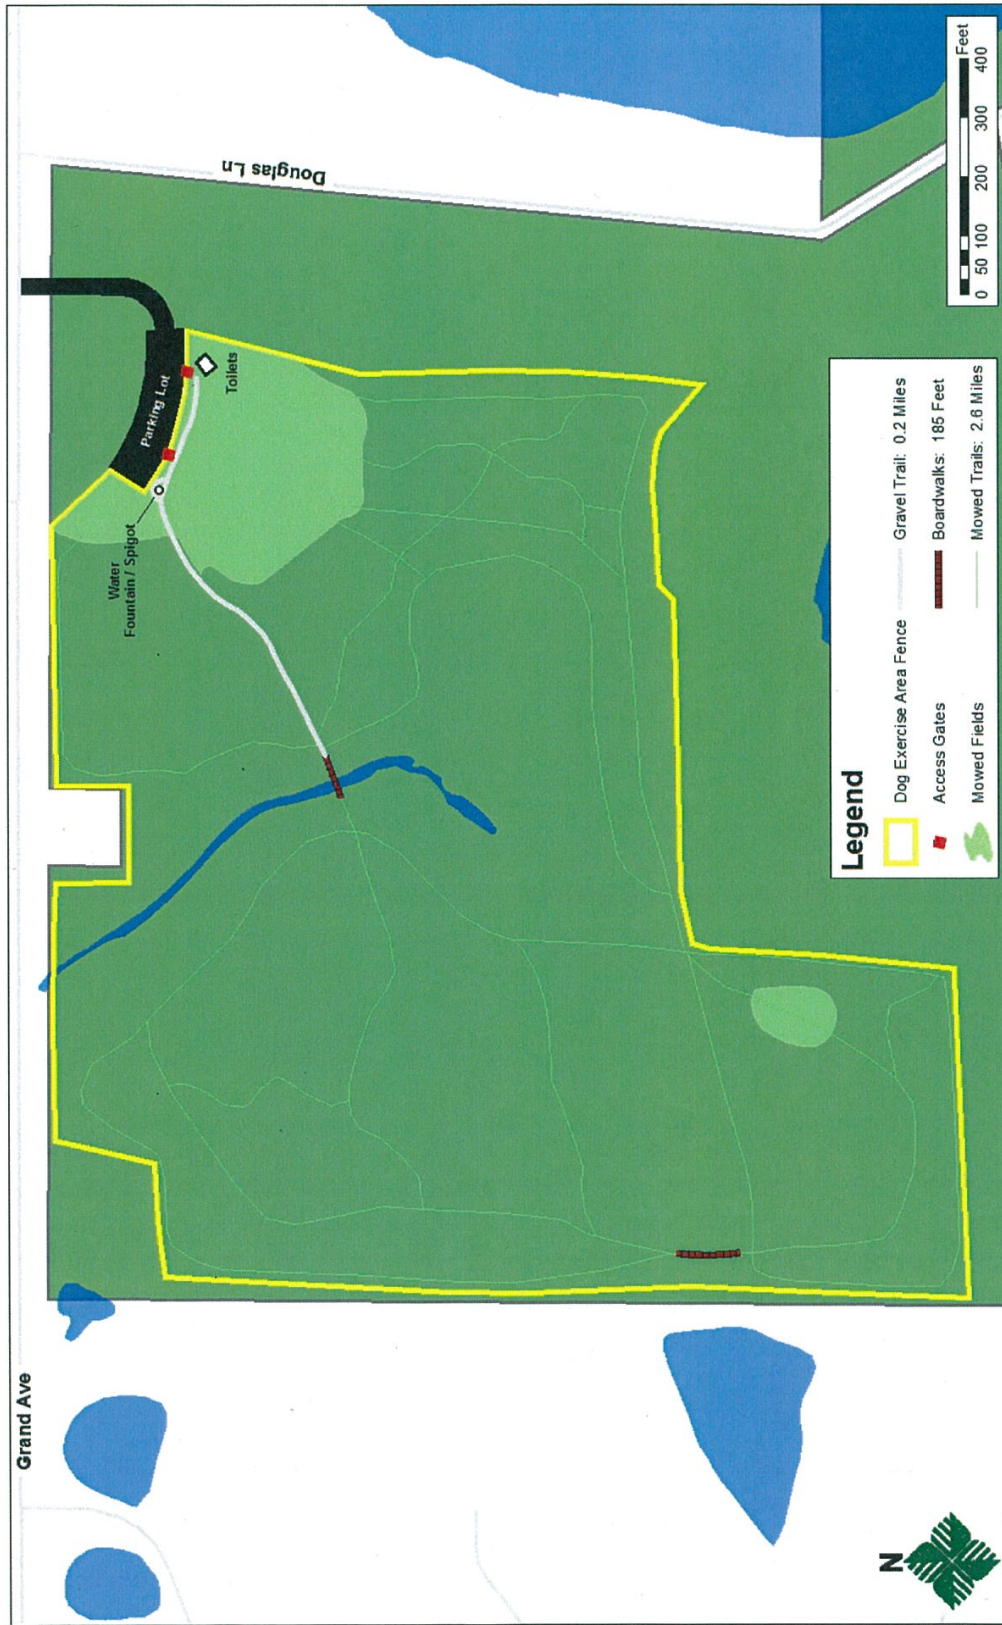 Grand Ave
Douglas Ln
Parking Lot
Toilets
Water
Fountain / Spigot
Legend
Dog Exercise Area Fence
Gravel Trail: 0.2 Miles
Access Gates
Boardwalks: 185 Feet
Mowed Fields
Mowed Trails: 2.6 Miles
N
Feet
0 50 100 200 300 400